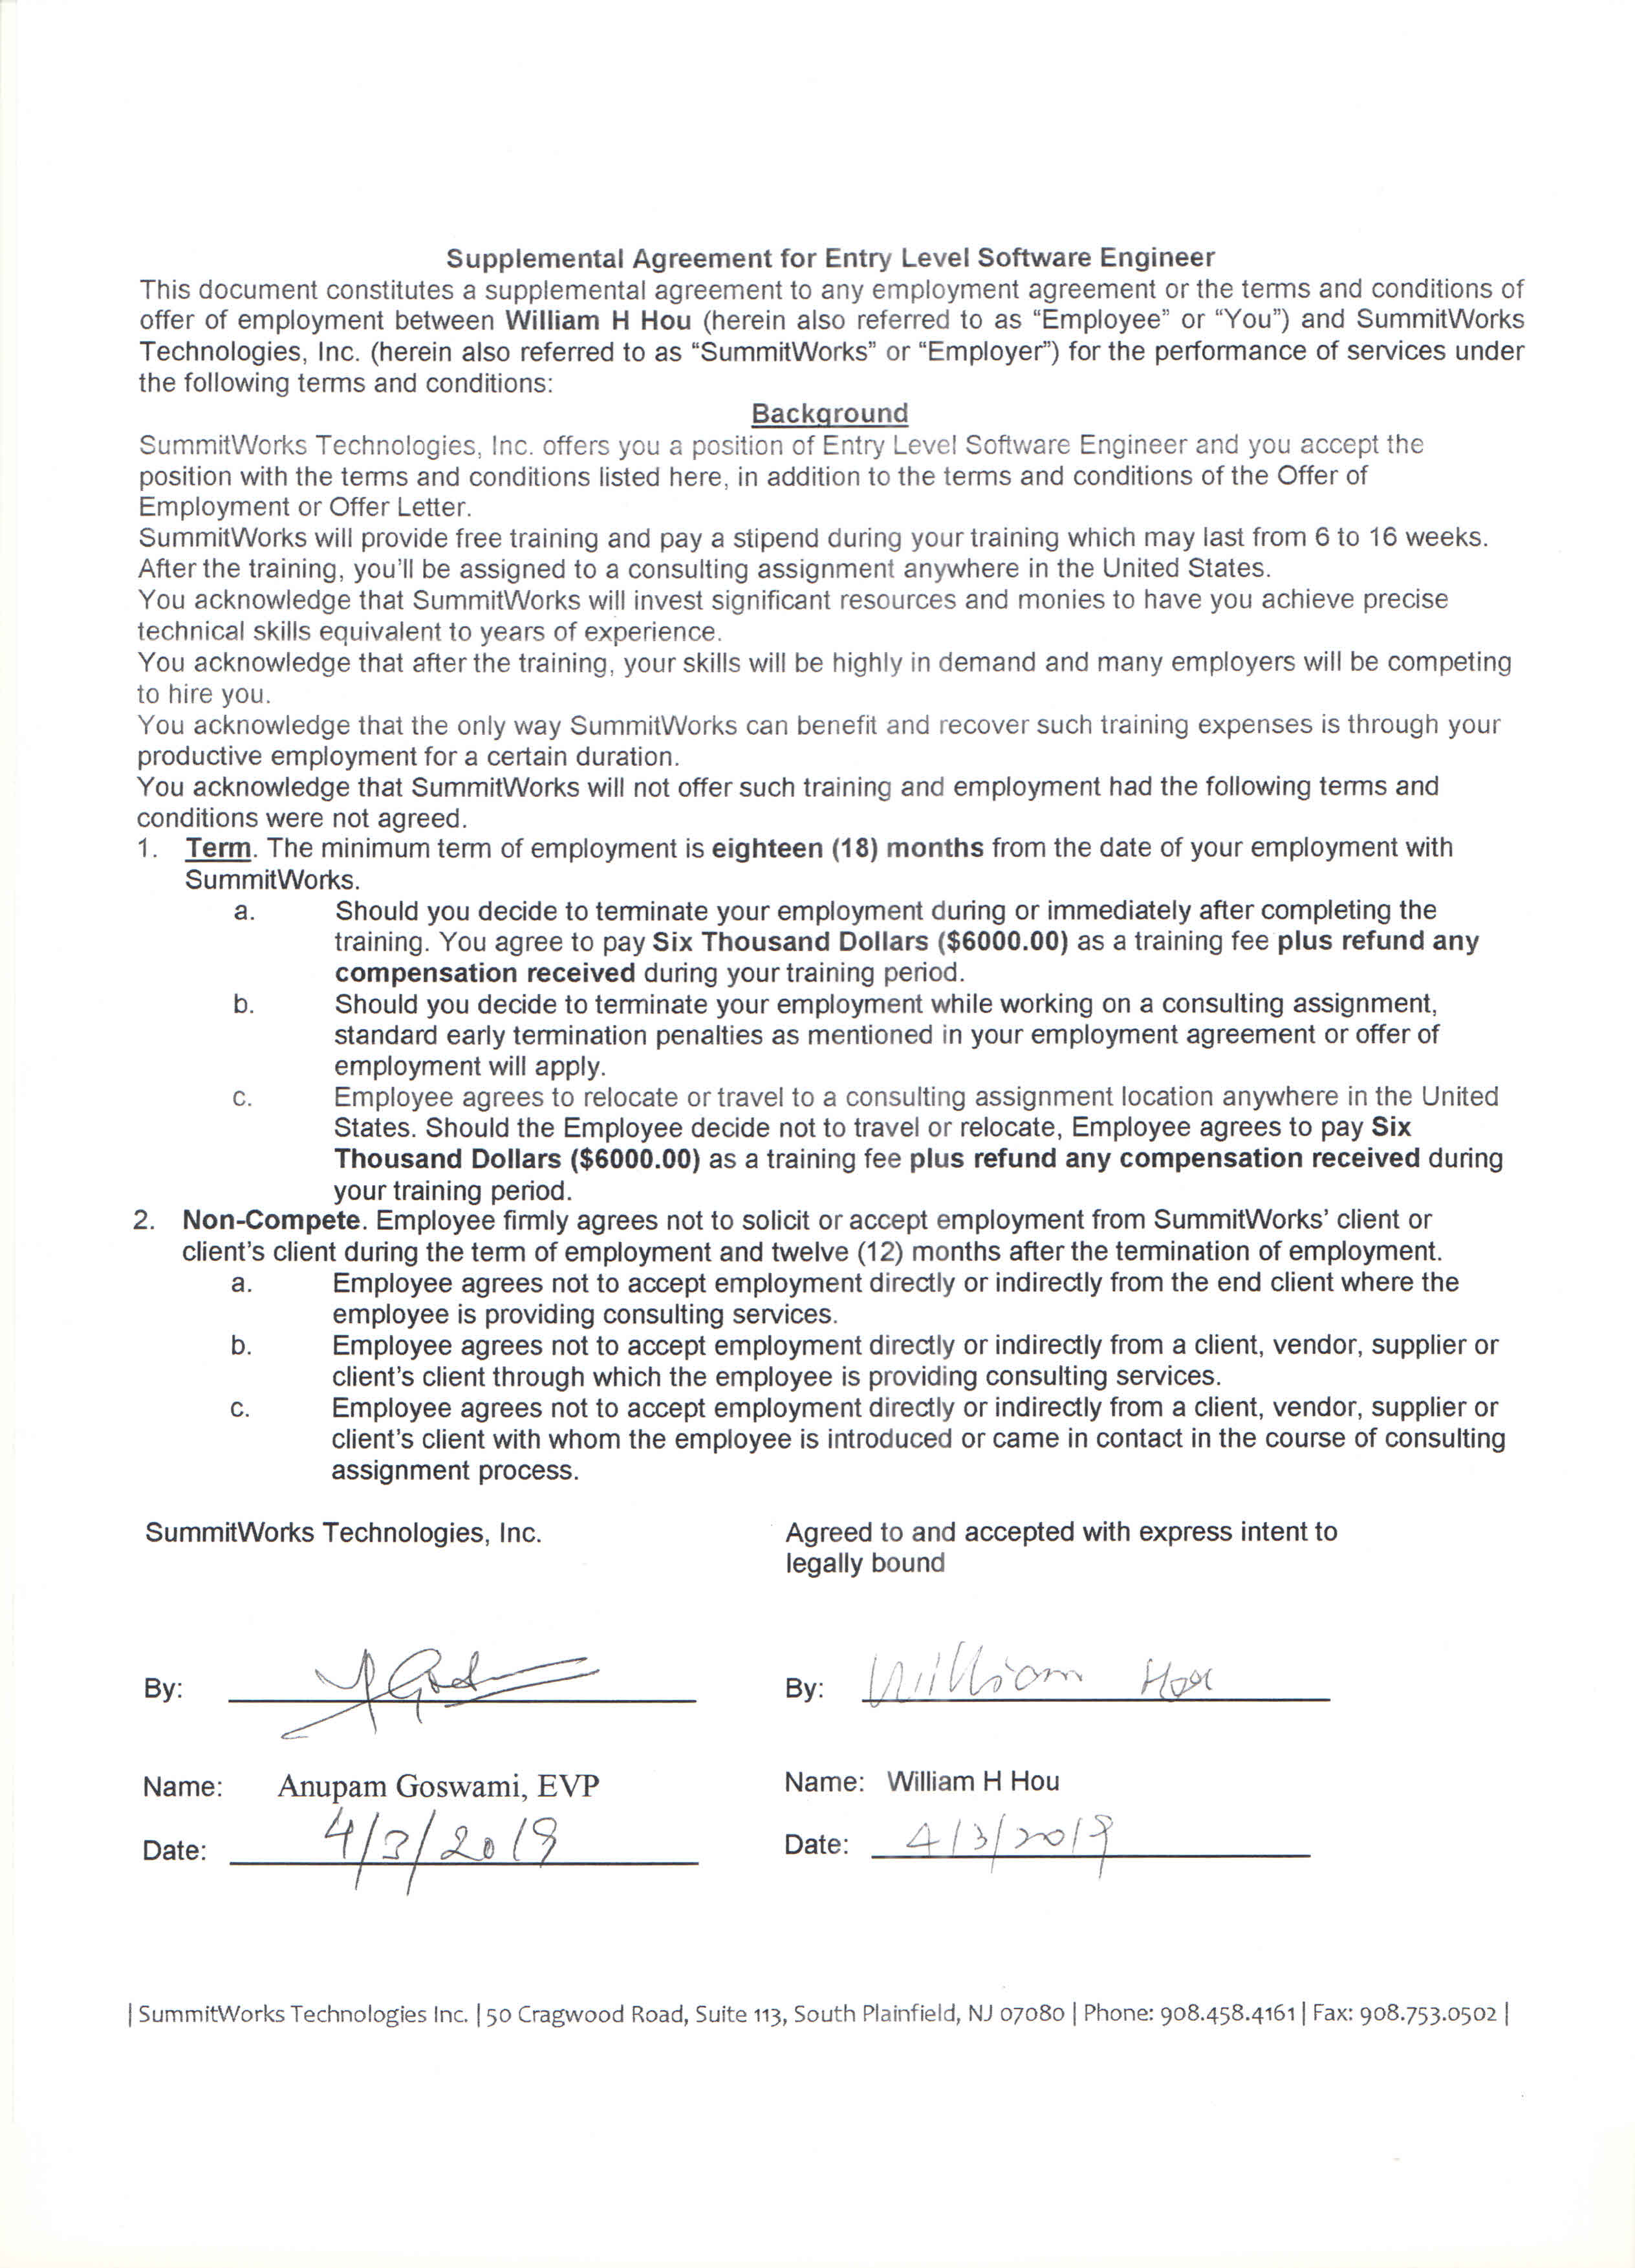 Supplemental Agreement for Entry Level Software Engineer
This document constitutes a supplemental agreement to any employment agreement or the terms and conditions of
offer of employment between William H Hou (herein also referred to as “Employee” or “You”) and SummitWorks
Technologies, Inc. (herein also referred to as “SummitWorks” or “Employer”) for the performance of services under
the following terms and conditions:
Background
SummitWorks Technologies, Inc. offers you a position of Entry Level Software Engineer and you accept the
position with the terms and conditions listed here, in addition to the terms and conditions of the Offer of
Employment or Offer Letter.
SummitWorks will provide free training and pay a stipend during your training which may last from 6 to 16 weeks.
After the training, you’ll be assigned to a consulting assignment anywhere in the United States.
You acknowledge that SummitWorks will invest significant resources and monies to have you achieve precise
technical skills equivalent to years of experience.
You acknowledge that after the training, your skills will be highly in demand and many employers will be competing
to hire you.
You acknowledge that the only way SummitWorks can benefit and recover such training expenses is through your
productive employment for a certain duration.
You acknowledge that SummitWorks will not offer such training and employment had the following terms and
conditions were not agreed.
1. Term. The minimum term of employment is eighteen (18) months from the date of your employment with
SummitWorks.
a. Should you decide to terminate your employment during or immediately after completing the
training. You agree to pay Six Thousand Dollars ($6000.00) as a training fee plus refund any
compensation received during your training period.
b. Should you decide to terminate your employment while working on a consulting assignment,
standard early termination penalties as mentioned in your employment agreement or offer of
employment will apply.
c. Employee agrees to relocate or travel to a consulting assignment location anywhere in the United
States. Should the Employee decide not to travel or relocate, Employee agrees to pay Six
Thousand Dollars ($6000.00) as a training fee plus refund any compensation received during
your training period.
2. Non-Compete. Employee firmly agrees not to solicit or accept employment from SummitWorks’ client or
client’s client during the term of employment and twelve (12) months after the termination of employment.
a. Employee agrees not to accept employment directly or indirectly from the end client where the
employee is providing consulting services.
b. Employee agrees not to accept employment directly or indirectly from a client, vendor, supplier or
client’s client through which the employee is providing consulting services.
c. Employee agrees not to accept employment directly or indirectly from a client, vendor, supplier or
client’s client with whom the employee is introduced or came in contact in the course of consulting
assignment process.
SummitWorks Technologies, Inc. Agreed to and accepted with express intent to
legally bound
By: By: William Hou
Name: Anupam Goswami, EVP Name: William H Hou
Date: 4/3/2019 Date: 4/3/2019
| SummitWorks Technologies Inc. | 50 Cragwood Road, Suite 113, South Plainfield, NJ 07080 | Phone: 908.458.4161 | Fax: 908.753.0502 |